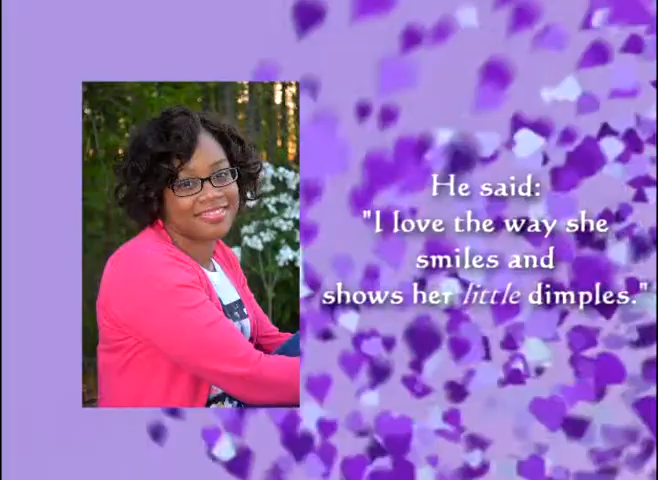 He said:
"I love the way she
smiles and
shows her little dimples."